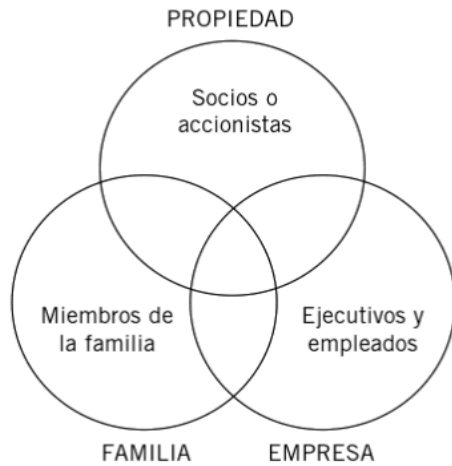 PROPIEDAD
Socios o
accionistas
Miembros de
la familia
Ejecutivos y
empleados
FAMILIA
EMPRESA